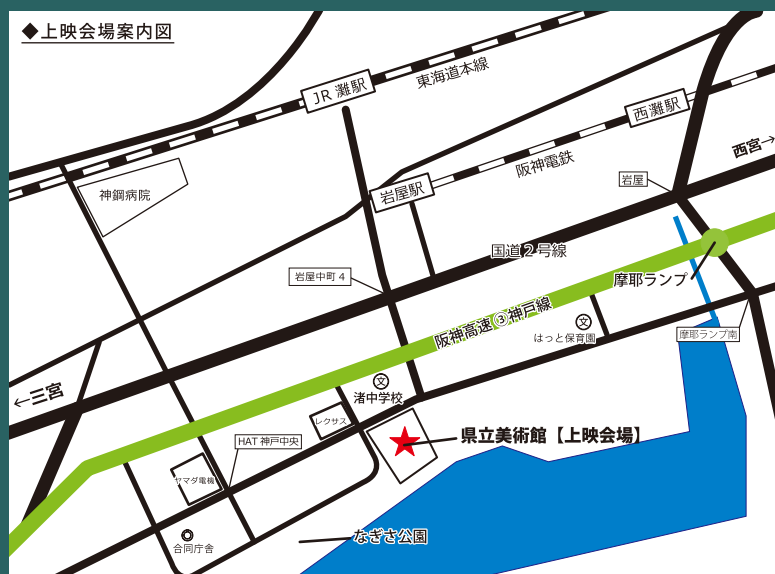 ◆上映会場案内図
JR 灘駅
東海道本線
西灘駅
西宮→
神鋼病院
岩屋駅
阪神電鉄
岩屋
国道２号線
岩屋中町 4
摩耶ランプ
阪神高速③神戸線
はっと保育園
摩耶ランプ南
←三宮
渚中学校
レクサス
HAT 神戸中央
県立美術館【上映会場】
ヤマダ電機
なぎさ公園
合同庁舎
文
文